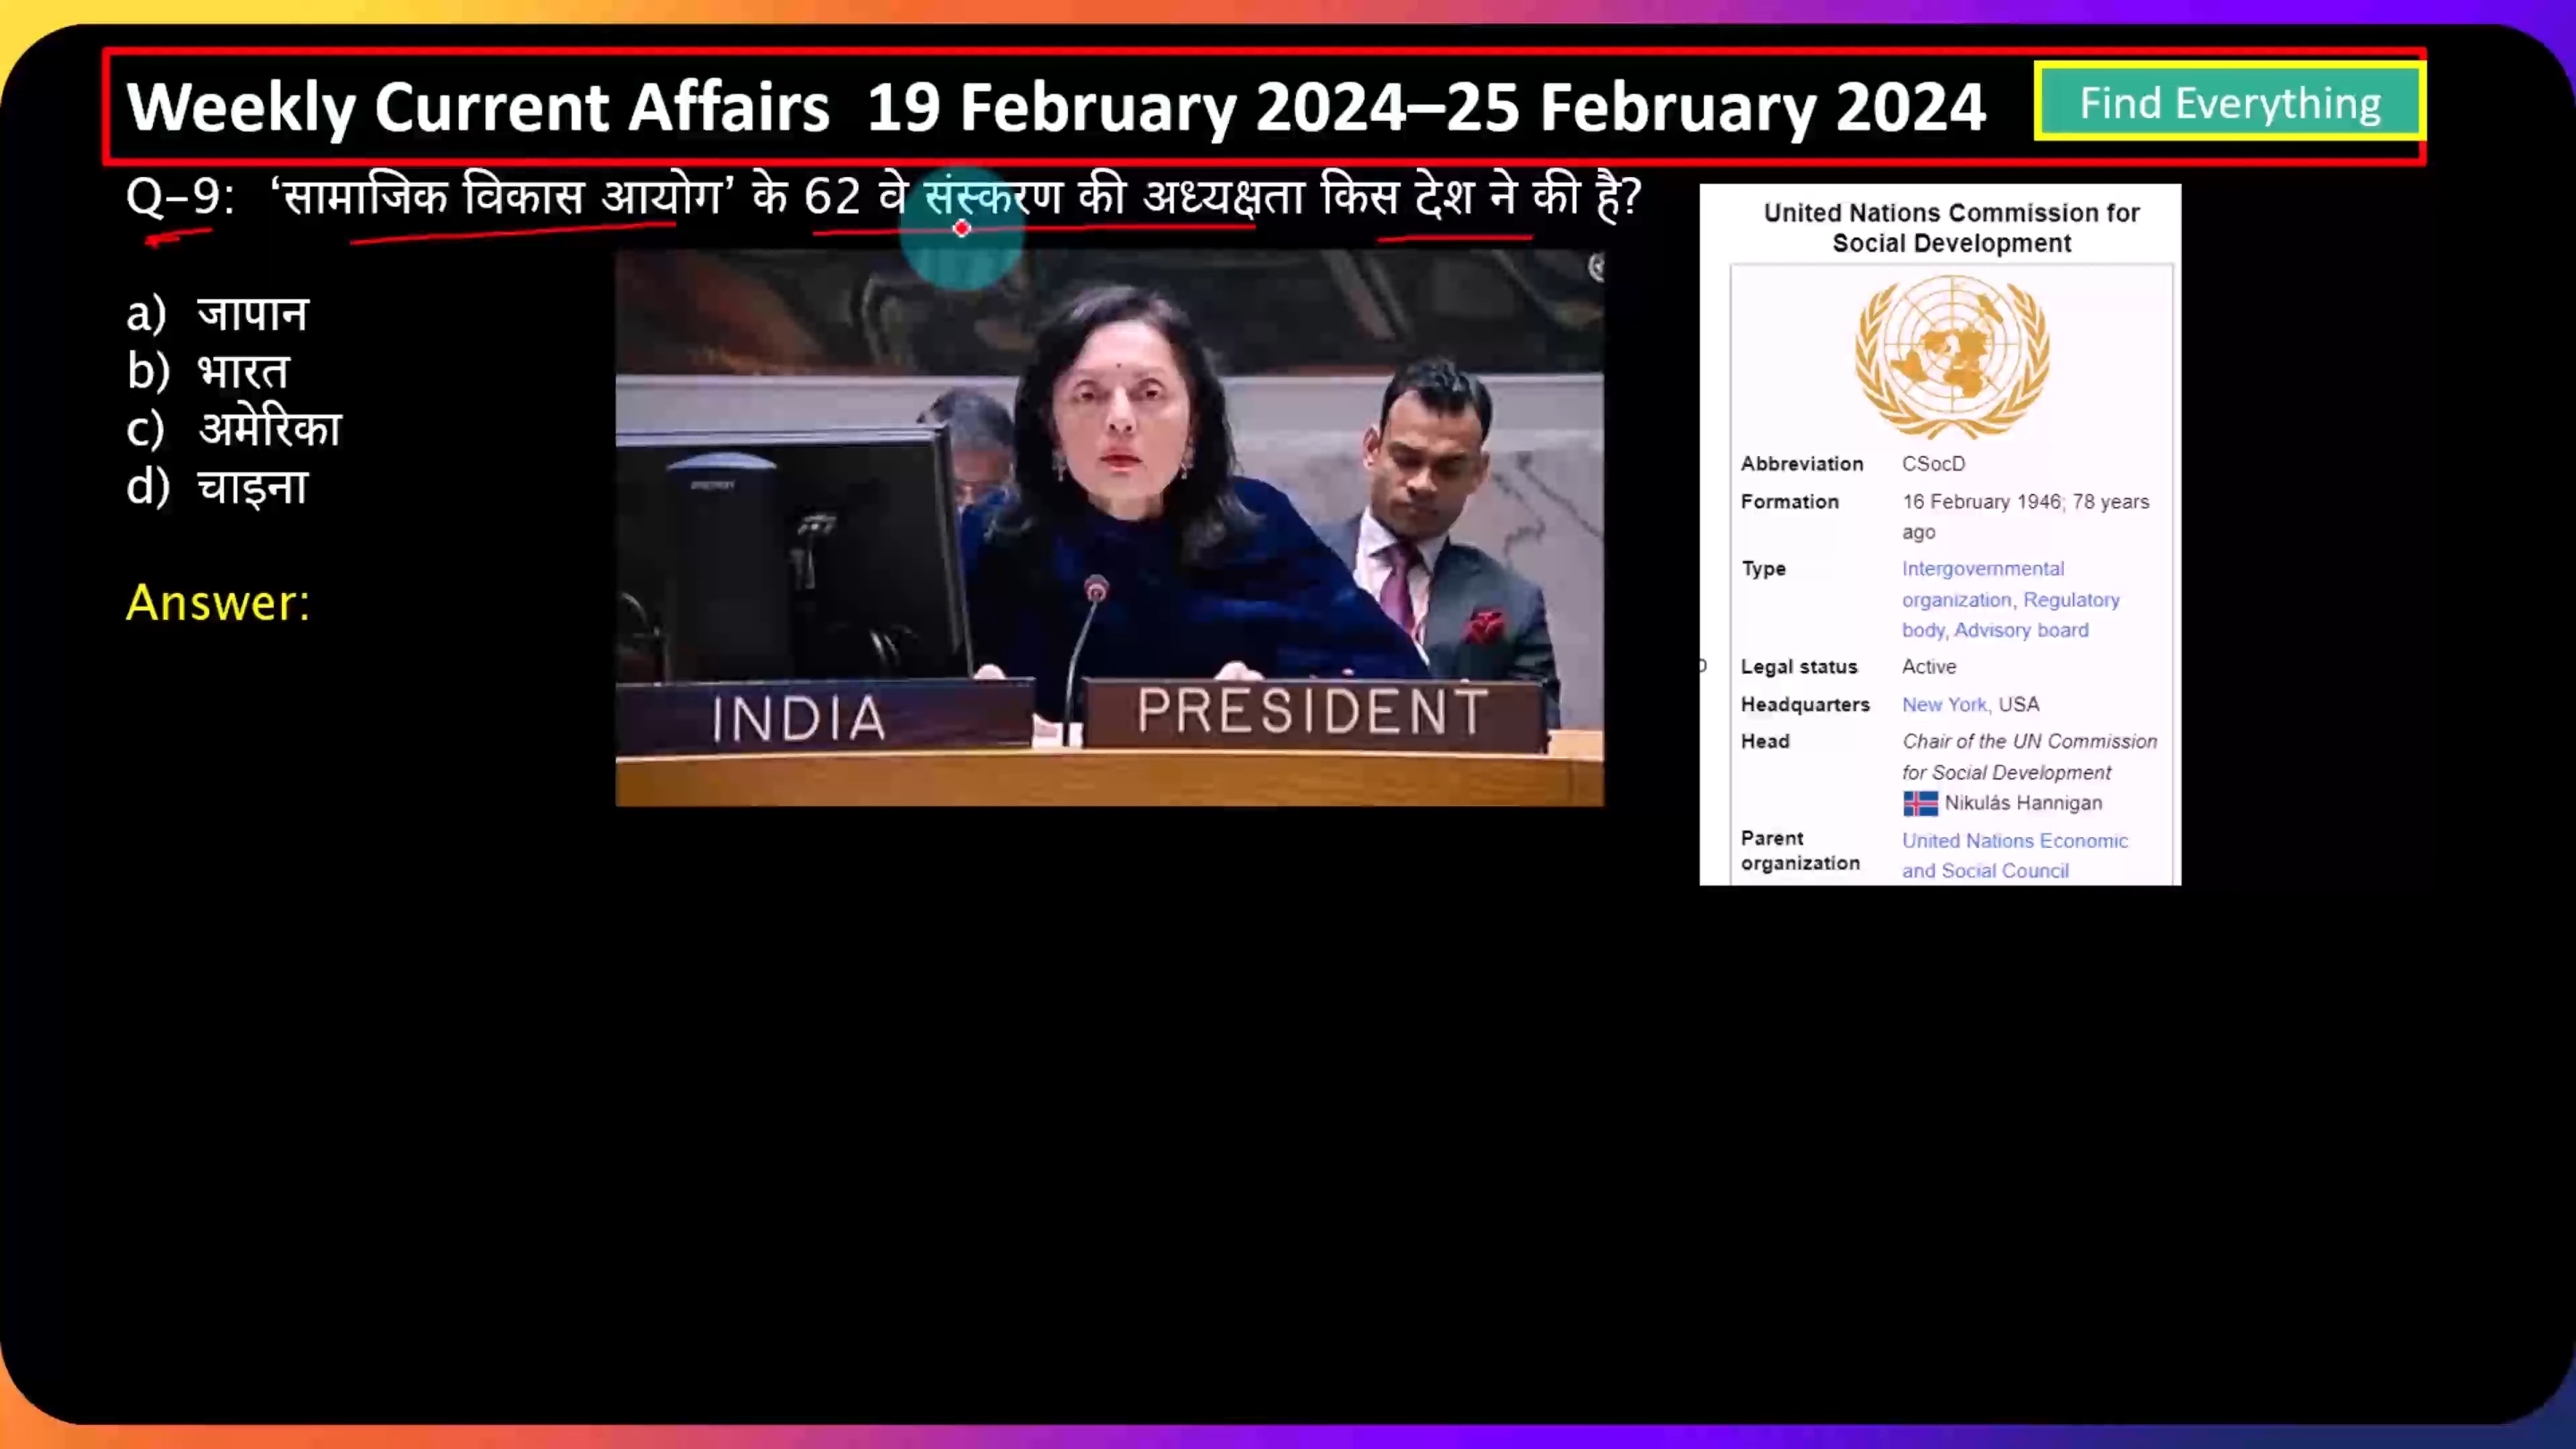 Weekly Current Affairs 19 February 2024–25 February 2024
Find Everything
Q-9: ‘सामाजिक विकास आयोग’ के 62 वे संस्करण की अध्यक्षता किस देश ने की है?
a) जापान
b) भारत
c) अमेरिका
d) चाइना
Answer:
INDIA
PRESIDENT
United Nations Commission for
Social Development
Abbreviation CSocD
Formation 16 February 1946; 78 years
ago
Type Intergovernmental
organization, Regulatory
body, Advisory board
Legal status Active
Headquarters New York, USA
Head Chair of the UN Commission
for Social Development
Nikulás Hannigan
Parent
organization
United Nations Economic
and Social Council